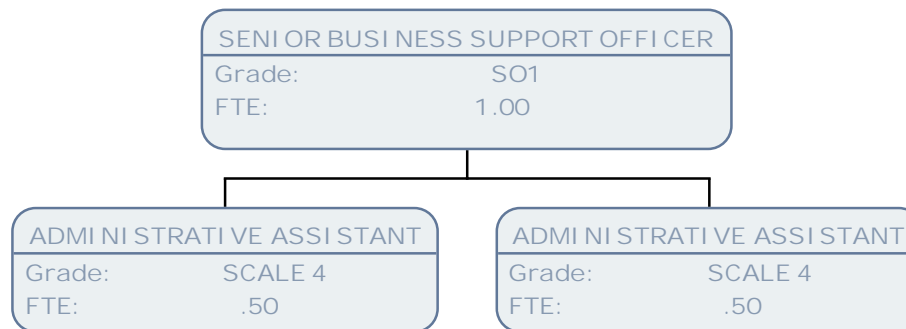 SENIOR BUSINESS SUPPORT OFFICER
Grade: SO1
FTE: 1.00
ADMINISTRATIVE ASSISTANT
Grade: SCALE 4
FTE: .50
ADMINISTRATIVE ASSISTANT
Grade: SCALE 4
FTE: .50